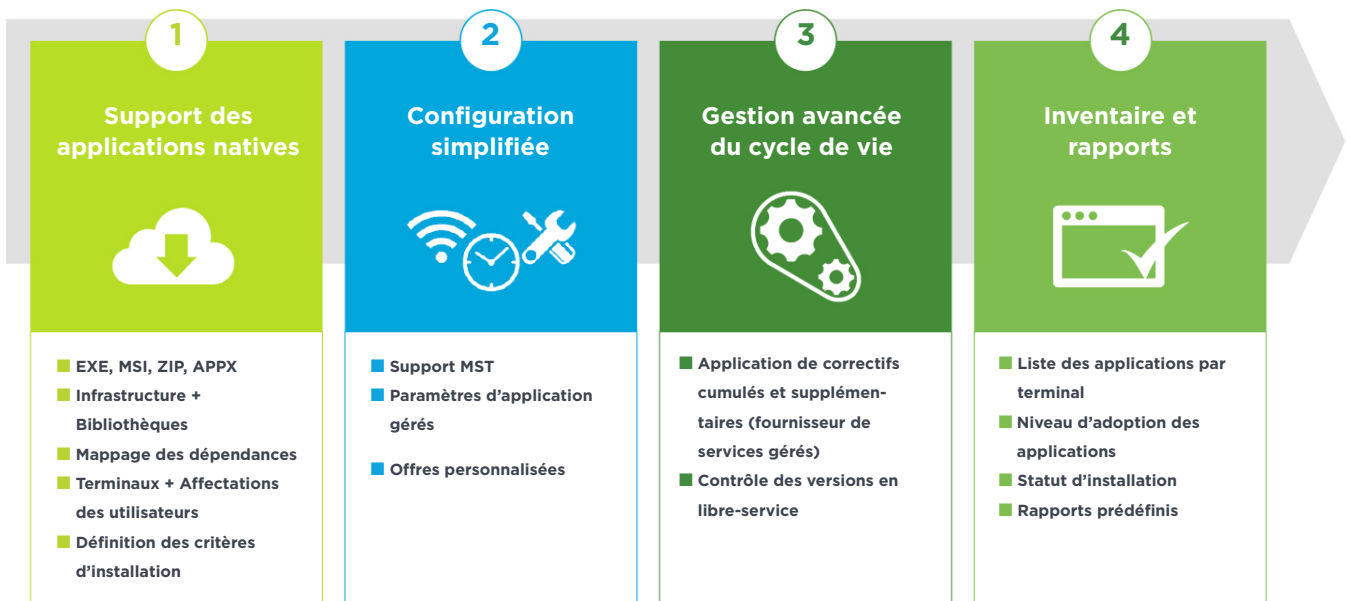 1
Support des
applications natives
EXE, MSI, ZIP, APPX
Infrastructure +
Bibliothèques
Mappage des dépendances
Terminaux + Affectations
des utilisateurs
Définition des critères
d'installation
2
Configuration
simplifiée
Support MST
Paramètres d'application
gérés
Offres personnalisées
3
Gestion avancée
du cycle de vie
Application de correctifs
cumulés et supplémen-
taires (fournisseur de
services gérés)
Contrôle des versions en
libre-service
4
Inventaire et
rapports
Liste des applications par
terminal
Niveau d'adoption des
applications
Statut d'installation
Rapports prédéfinis